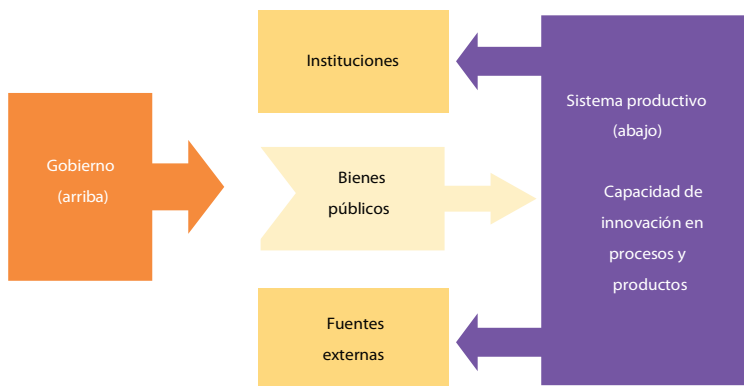 Gobierno
(arriba)
Instituciones
Bienes
públicos
Fuentes
externas
Sistema productivo
(abajo)
Capacidad de
innovación en
procesos y
productos